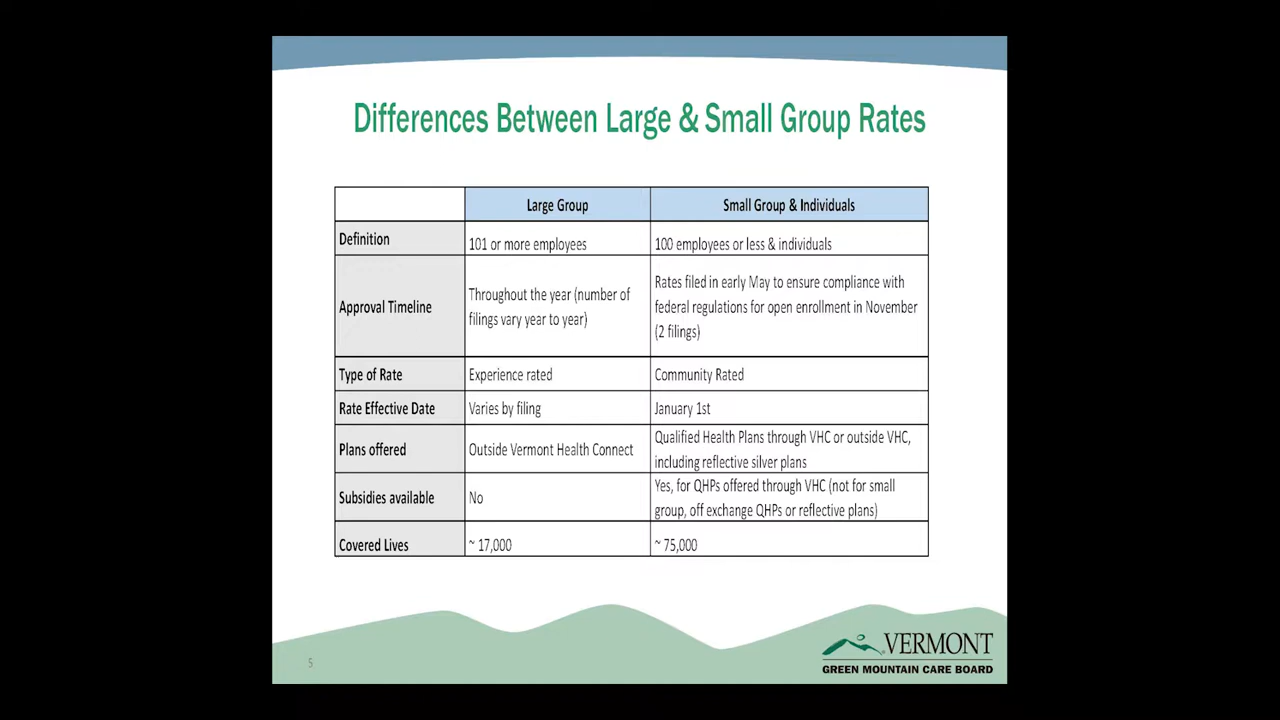 Differences Between Large & Small Group Rates
Large Group
Small Group & Individuals
Definition
101 or more employees
100 employees or less & individuals
Approval Timeline
Throughout the year (number of
filings vary year to year)
Rates filed in early May to ensure compliance with
federal regulations for open enrollment in November
(2 filings)
Type of Rate
Experience rated
Community Rated
Rate Effective Date
Varies by filing
January 1st
Plans offered
Outside Vermont Health Connect
Qualified Health Plans through VHC or outside VHC,
including reflective silver plans
Subsidies available
No
Yes, for QHPs offered through VHC (not for small
group, off exchange QHPs or reflective plans)
Covered Lives
~ 17,000
~ 75,000
5
VERMONT
GREEN MOUNTAIN CARE BOARD